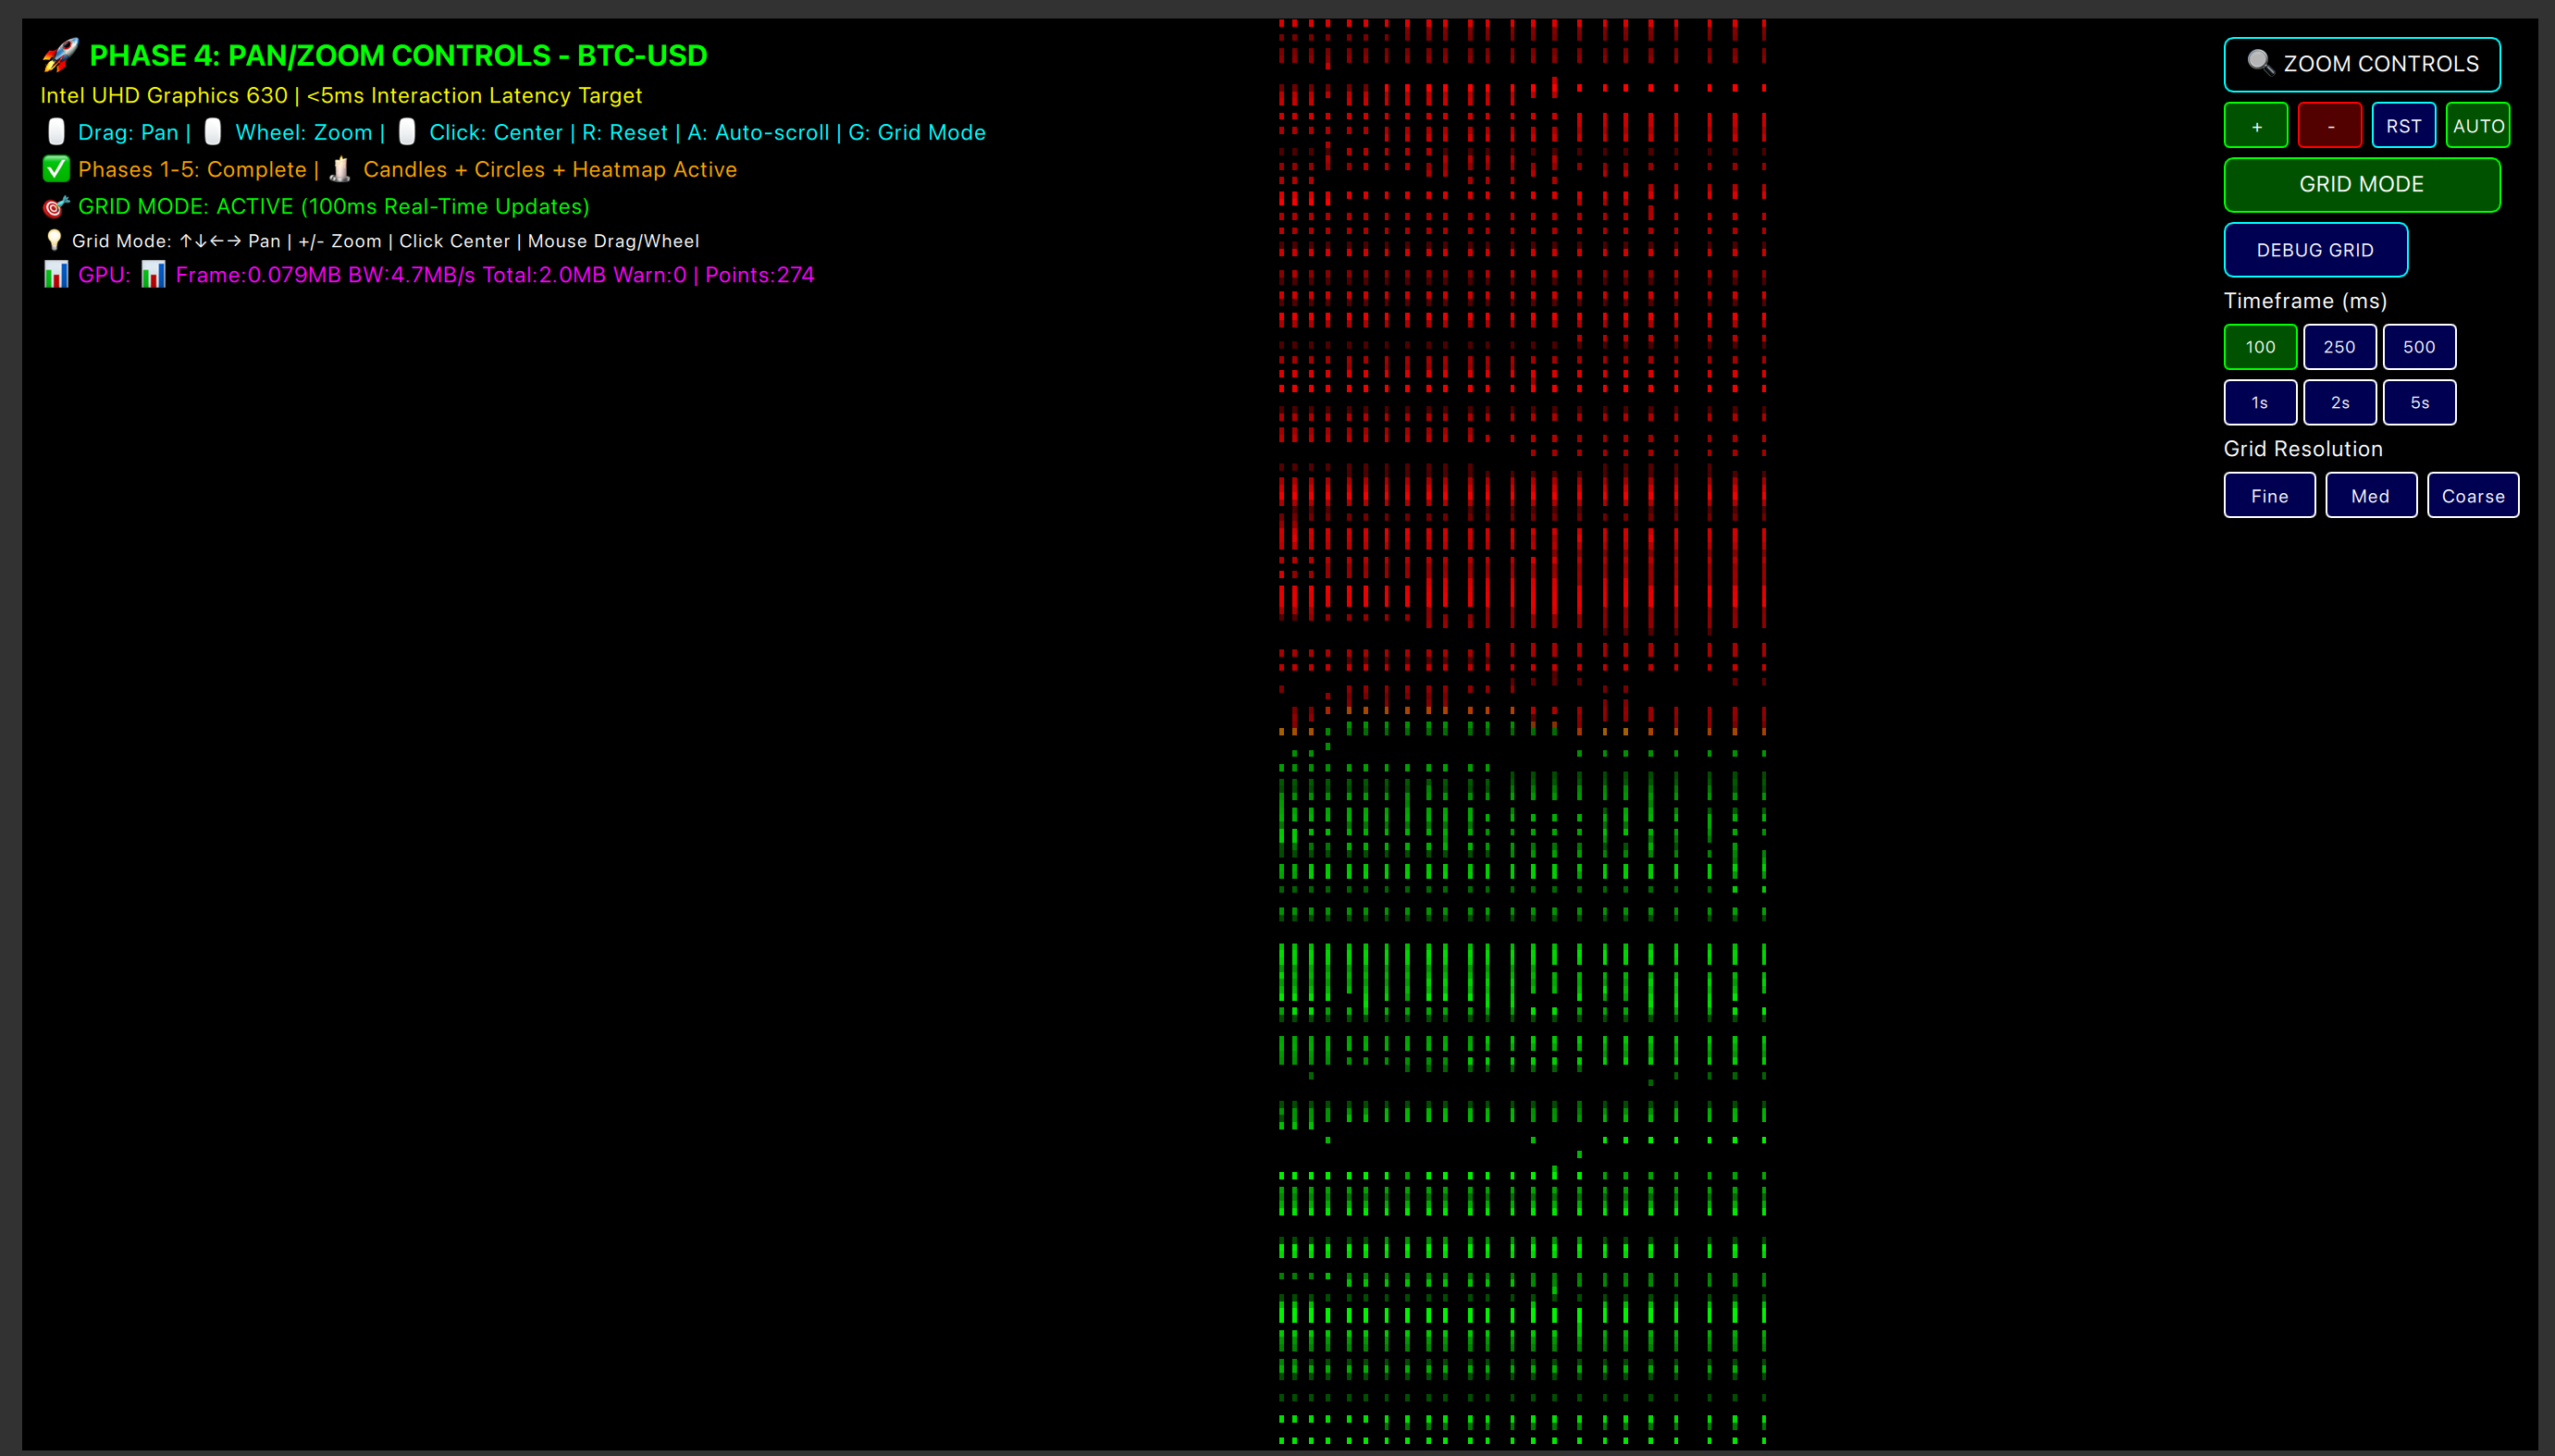 🚀 PHASE 4: PAN/ZOOM CONTROLS - BTC-USD
Intel UHD Graphics 630 | <5ms Interaction Latency Target
Drag: Pan | Wheel: Zoom | Click: Center | R: Reset | A: Auto-scroll | G: Grid Mode
✅ Phases 1-5: Complete | 🕯️ Candles + Circles + Heatmap Active
🎯 GRID MODE: ACTIVE (100ms Real-Time Updates)
💡 Grid Mode: ↑↓←→ Pan | +/- Zoom | Click Center | Mouse Drag/Wheel
📊 GPU: 📊 Frame:0.079MB BW:4.7MB/s Total:2.0MB Warn:0 | Points:274
🔍 ZOOM CONTROLS
+ - RST AUTO
GRID MODE
DEBUG GRID
Timeframe (ms)
100 250 500
1s 2s 5s
Grid Resolution
Fine Med Coarse